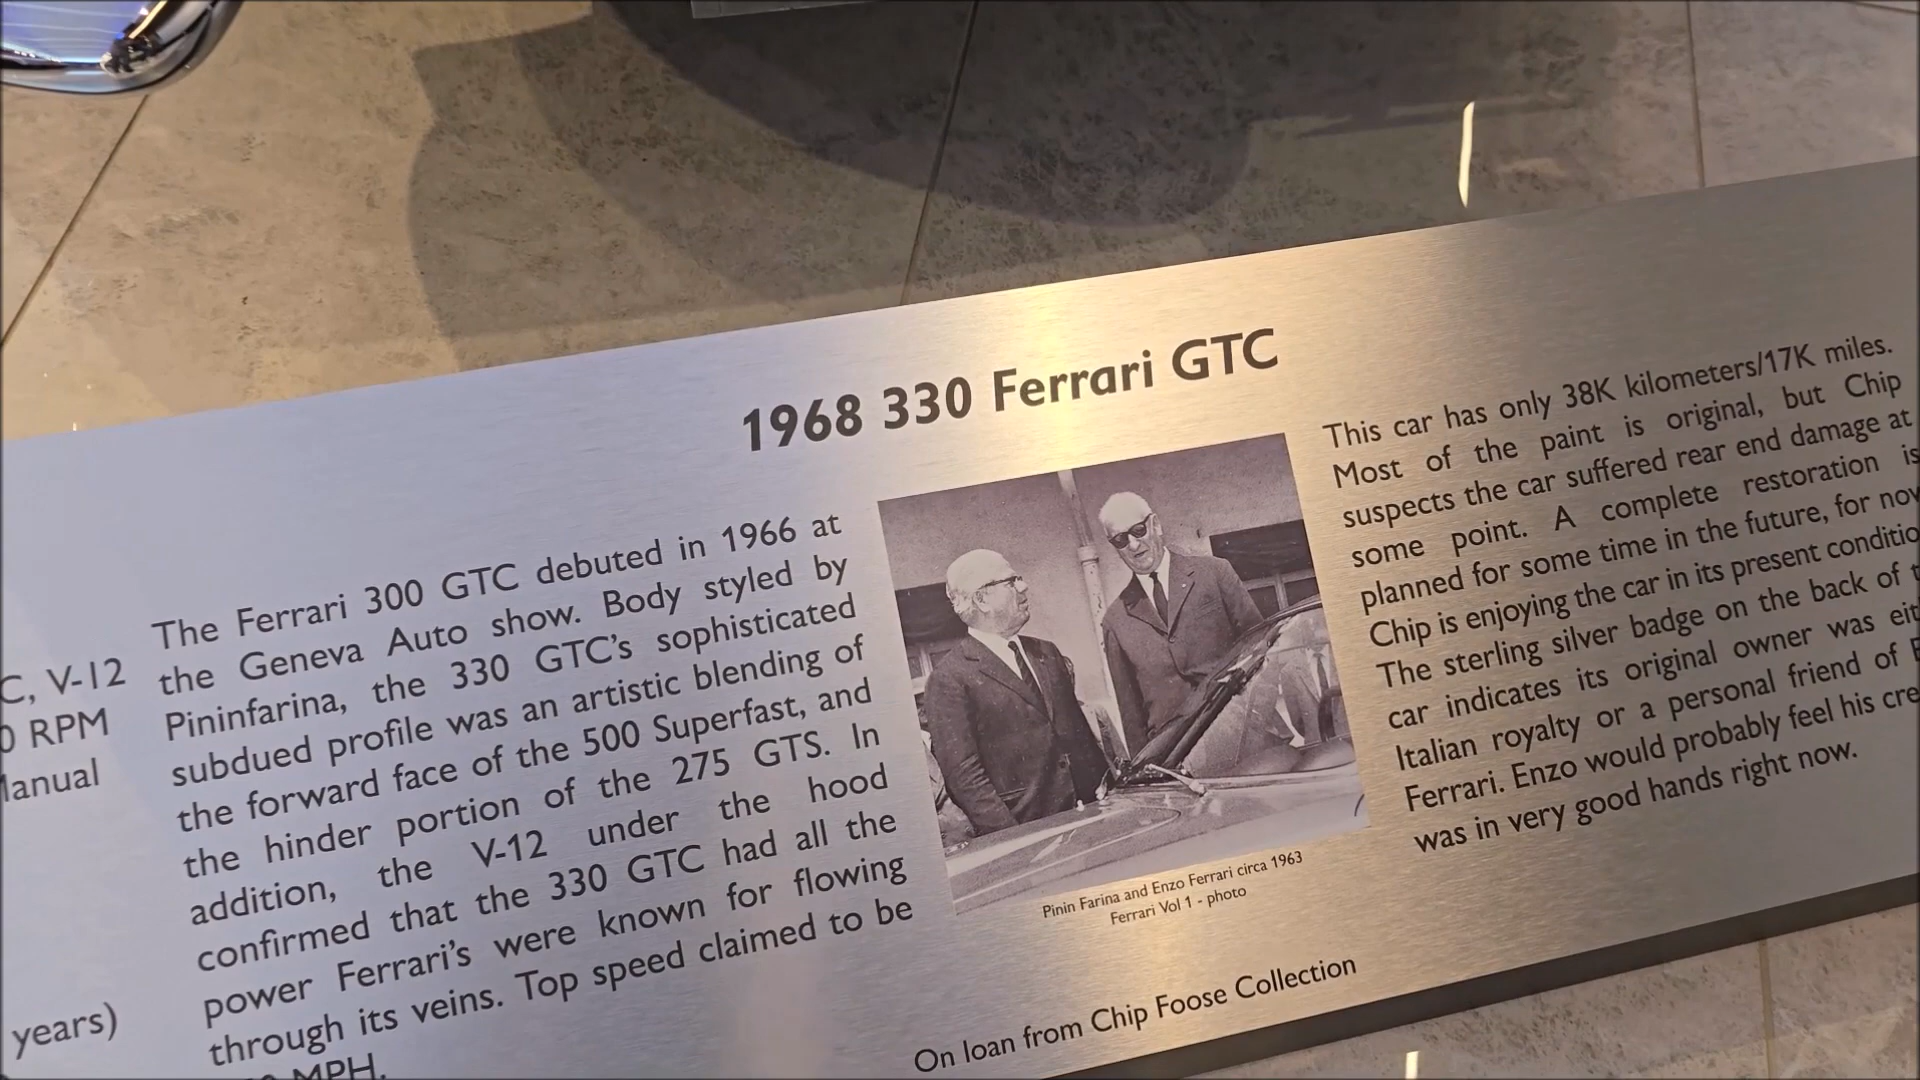 1968 330 Ferrari GTC
V-12
RPM
years)
The Ferrari 300 GTC debuted in 1966 at
the Geneva Auto show. Body styled by
Pininfarina, the 330 GTC's sophisticated
subdued profile was an artistic blending of
the forward face of the 500 Superfast, and
the hinder portion of the 275 GTS. In
addition, the V-12 under the hood
confirmed that the 330 GTC had all the
power Ferrari's were known for flowing
through its veins. Top speed claimed to be
MPH.
Pinin Farina and Enzo Ferrari circa 1963
Ferrari Vol 1 - photo
This car has only 38K kilometers/17K miles.
Most of the paint is original, but Chip
suspects the car suffered rear end damage at
some point. A complete restoration is
planned for some time in the future, for
Chip is enjoying the car in its present
The sterling silver badge on the back of
car indicates its original owner was
Italian royalty or a personal friend of
Ferrari. Enzo would probably feel his
was in very good hands right now.
On loan from Chip Foose Collection